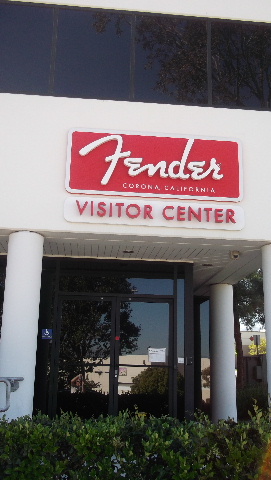 Fender
CORONA, CALIFORNIA
VISITOR CENTER